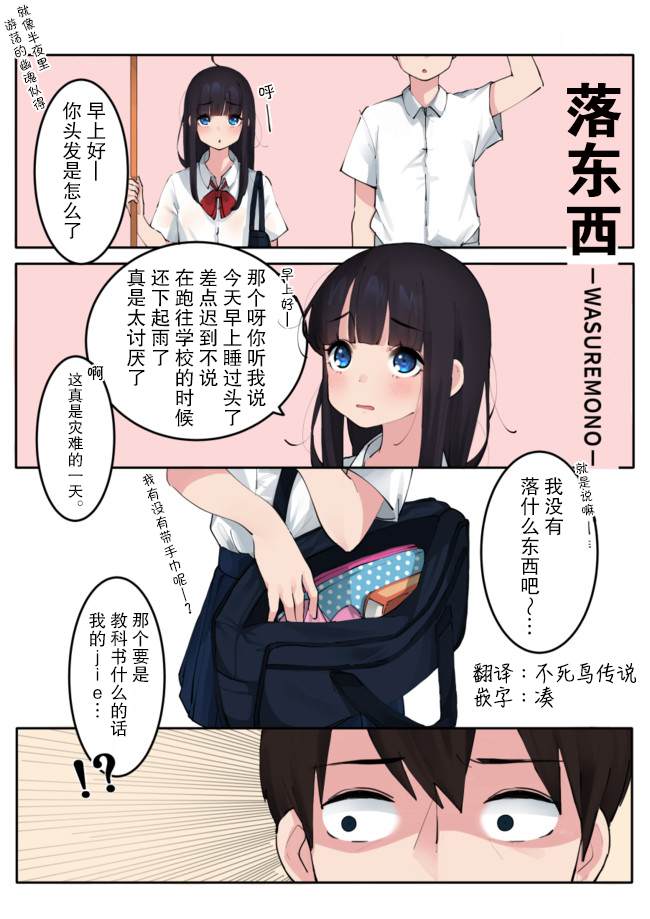 落东西
—WASUREMONO—
呼—
早上好—
你头发是怎么了
就像半夜里
游荡的幽魂似得
早上好—
那个呀你听我说
今天早上睡过头了
差点迟到不说
在跑往学校的时候
还下起雨了
真是太讨厌了
啊
这真是灾难的一天。
就是说嘛—…
我没有
落什么东西吧~…
我有没有带手巾呢—?
那个要是
教科书什么的话
我的jie…
翻译：不死鸟传说
嵌字：凑
!?